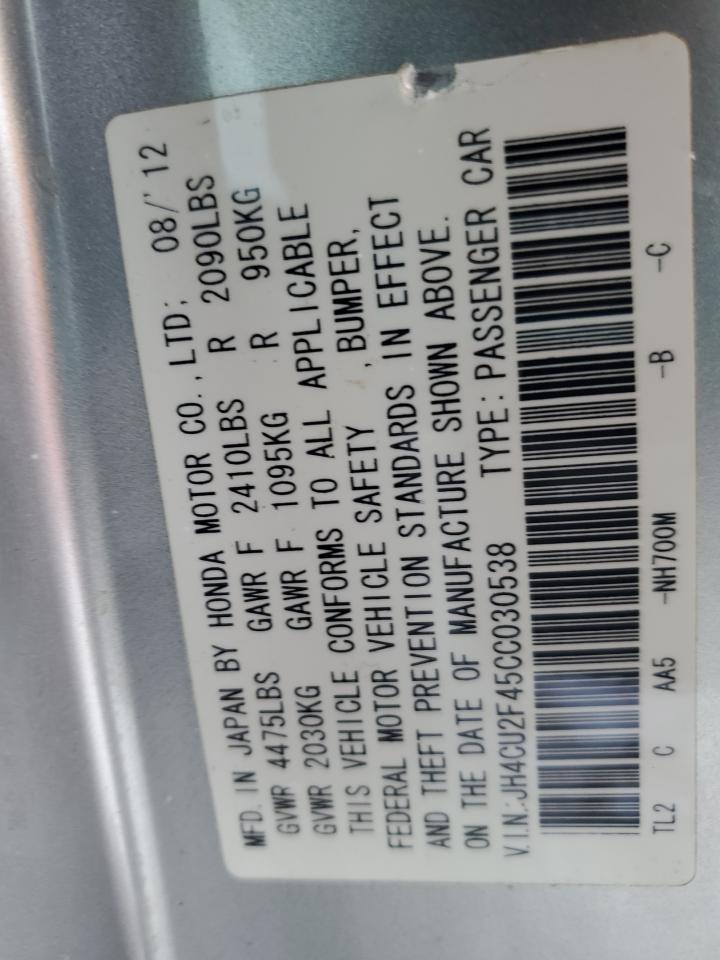 MFD. IN JAPAN BY HONDA MOTOR CO., LTD; 08/'12
GVWR 4475LBS GAWR F 2410LBS R 2090LBS
GVWR 2030KG GAWR F 1095KG R 950KG
THIS VEHICLE CONFORMS TO ALL APPLICABLE
FEDERAL MOTOR VEHICLE SAFETY , BUMPER,
AND THEFT PREVENTION STANDARDS IN EFFECT
ON THE DATE OF MANUFACTURE SHOWN ABOVE.
V.I.N.:JH4CU2F45CC030538 TYPE: PASSENGER CAR
TL2 C AA5 -NH700M -B -C